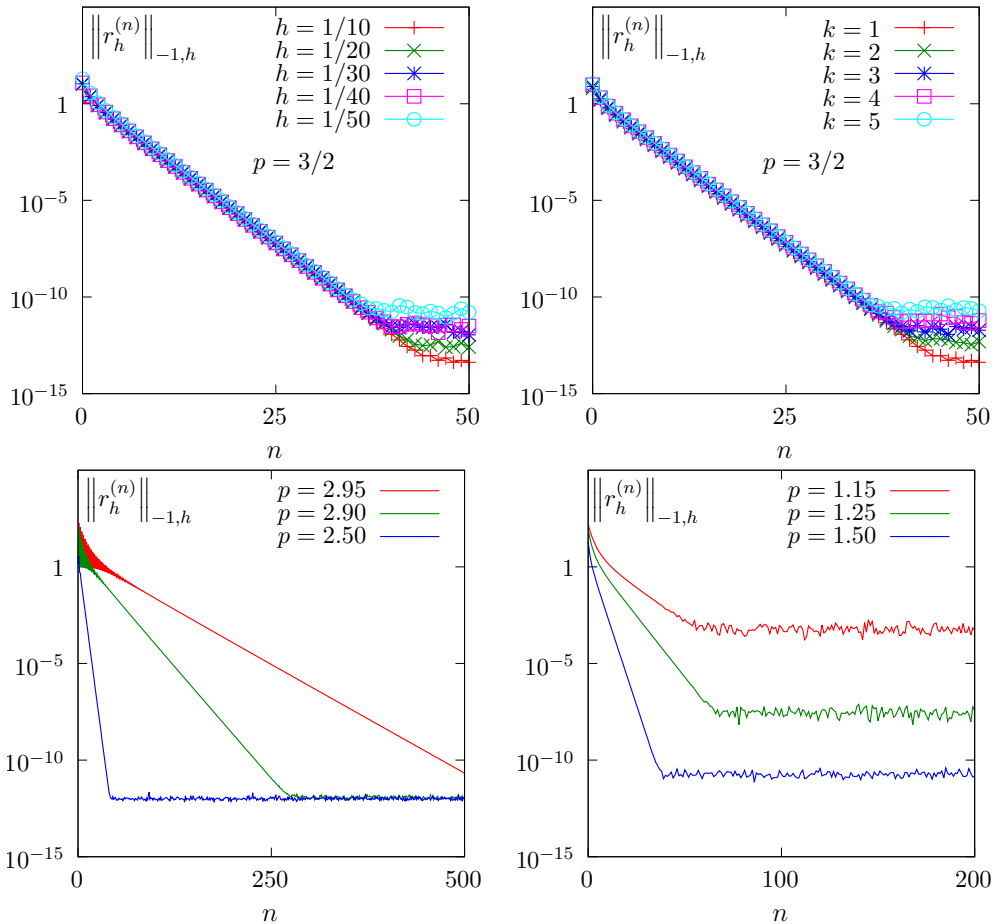 ‖r_h^{(n)}‖_{-1,h}
h = 1/10
h = 1/20
h = 1/30
h = 1/40
h = 1/50
p = 3/2
1
10^{-5}
10^{-10}
10^{-15}
0
25
50
n
‖r_h^{(n)}‖_{-1,h}
k = 1
k = 2
k = 3
k = 4
k = 5
p = 3/2
1
10^{-5}
10^{-10}
10^{-15}
0
25
50
n
‖r_h^{(n)}‖_{-1,h}
p = 2.95
p = 2.90
p = 2.50
1
10^{-5}
10^{-10}
10^{-15}
0
250
500
n
‖r_h^{(n)}‖_{-1,h}
p = 1.15
p = 1.25
p = 1.50
1
10^{-5}
10^{-10}
10^{-15}
0
100
200
n